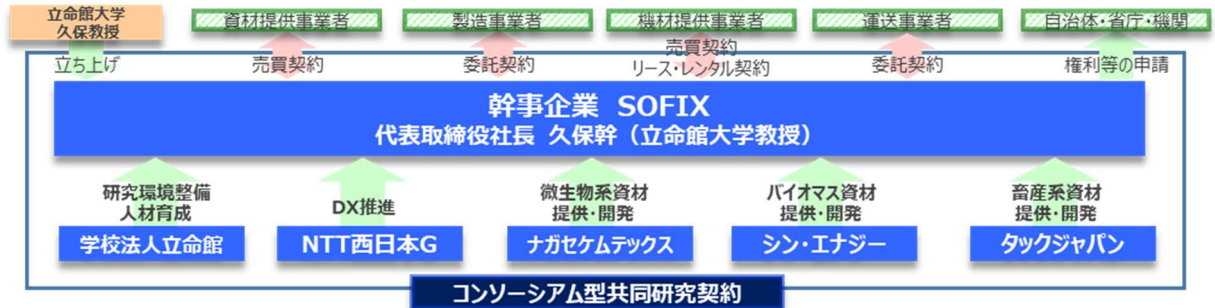 立命館大学
久保教授
資材提供事業者
製造事業者
機材提供事業者
運送事業者
自治体・省庁・機関
立ち上げ
売買契約
委託契約
売買契約
リース・レンタル契約
委託契約
権利等の申請
幹事企業 SOFIX
代表取締役社長 久保幹（立命館大学教授）
研究環境整備
人材育成
DX推進
微生物系資材
提供・開発
バイオマス資材
提供・開発
畜産系資材
提供・開発
学校法人立命館
NTT西日本G
ナガセケムテックス
シン・エナジー
タックジャパン
コンソーシアム型共同研究契約